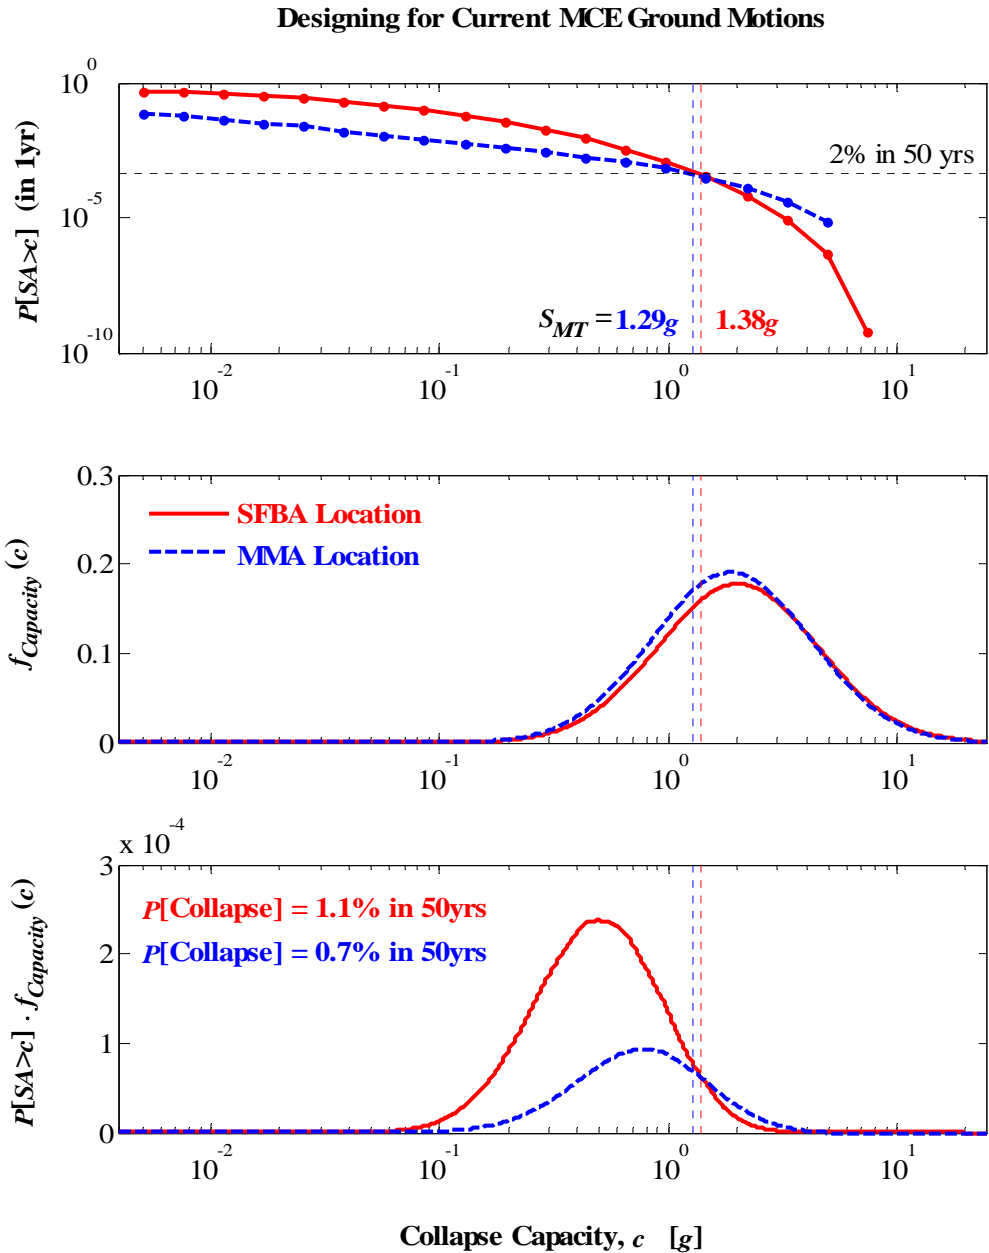 Designing for Current MCE Ground Motions
10^0
10^-5
10^-10
P[SA>c] (in 1yr)
2% in 50 yrs
S_MT = 1.29g 1.38g
10^-2 10^-1 10^0 10^1
0.3
0.2
0.1
0
f_Capacity(c)
SFBA Location
MMA Location
10^-2 10^-1 10^0 10^1
x 10^-4
3
2
1
0
P[SA>c] · f_Capacity(c)
P[Collapse] = 1.1% in 50yrs
P[Collapse] = 0.7% in 50yrs
10^-2 10^-1 10^0 10^1
Collapse Capacity, c [g]